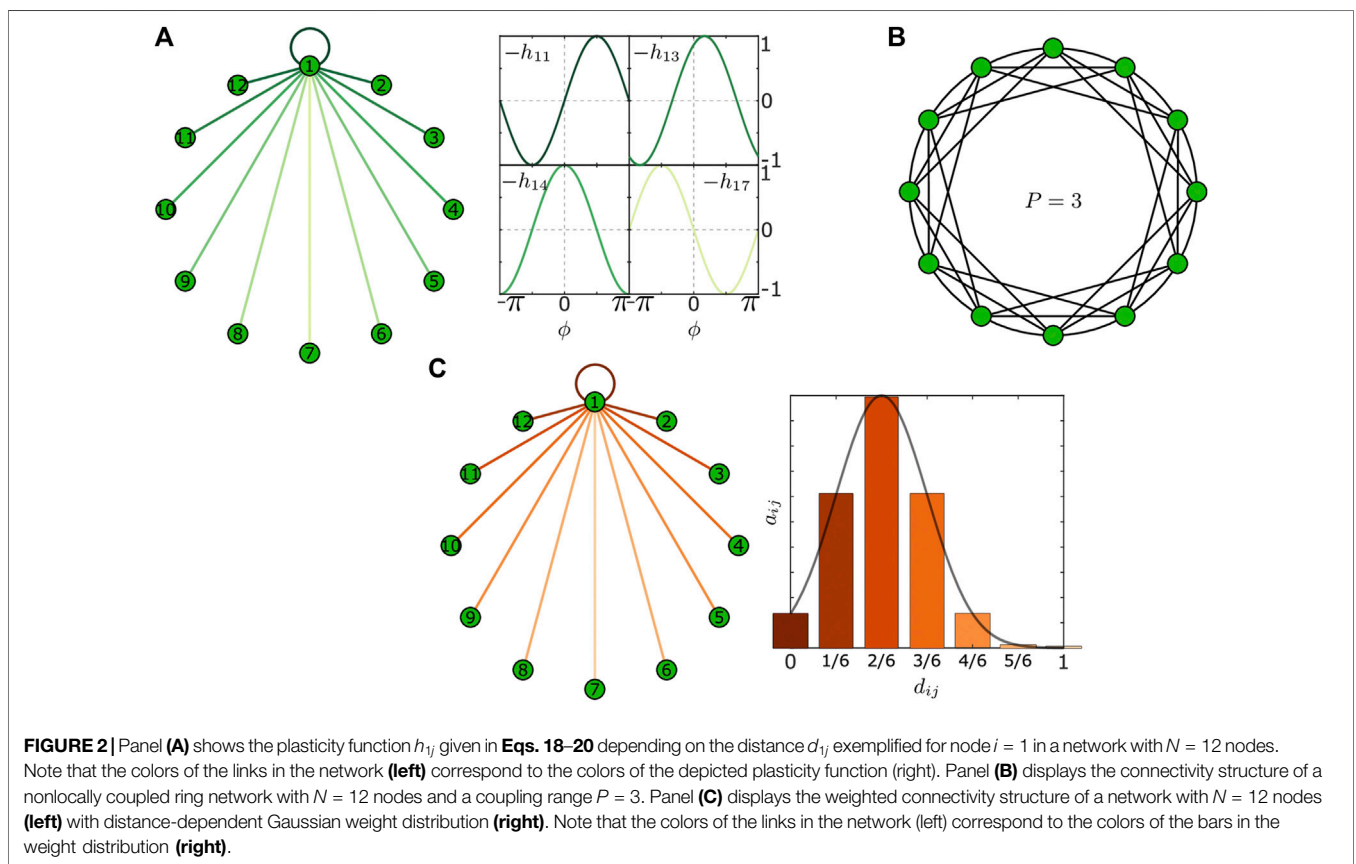 A
1
2
3
4
5
6
7
8
9
10
11
12
−h₁₁
−h₁₃
−h₁₄
−h₁₇
1
0
-1
1
0
-1
-π 0 π
-π 0 π
ϕ
ϕ
B
P = 3
C
1
2
3
4
5
6
7
8
9
10
11
12
aᵢⱼ
0 1/6 2/6 3/6 4/6 5/6 1
dᵢⱼ
FIGURE 2 | Panel (A) shows the plasticity function h₁ⱼ given in Eqs. 18–20 depending on the distance d₁ⱼ exemplified for node i = 1 in a network with N = 12 nodes.
Note that the colors of the links in the network (left) correspond to the colors of the depicted plasticity function (right). Panel (B) displays the connectivity structure of a
nonlocally coupled ring network with N = 12 nodes and a coupling range P = 3. Panel (C) displays the weighted connectivity structure of a network with N = 12 nodes
(left) with distance-dependent Gaussian weight distribution (right). Note that the colors of the links in the network (left) correspond to the colors of the bars in the
weight distribution (right).